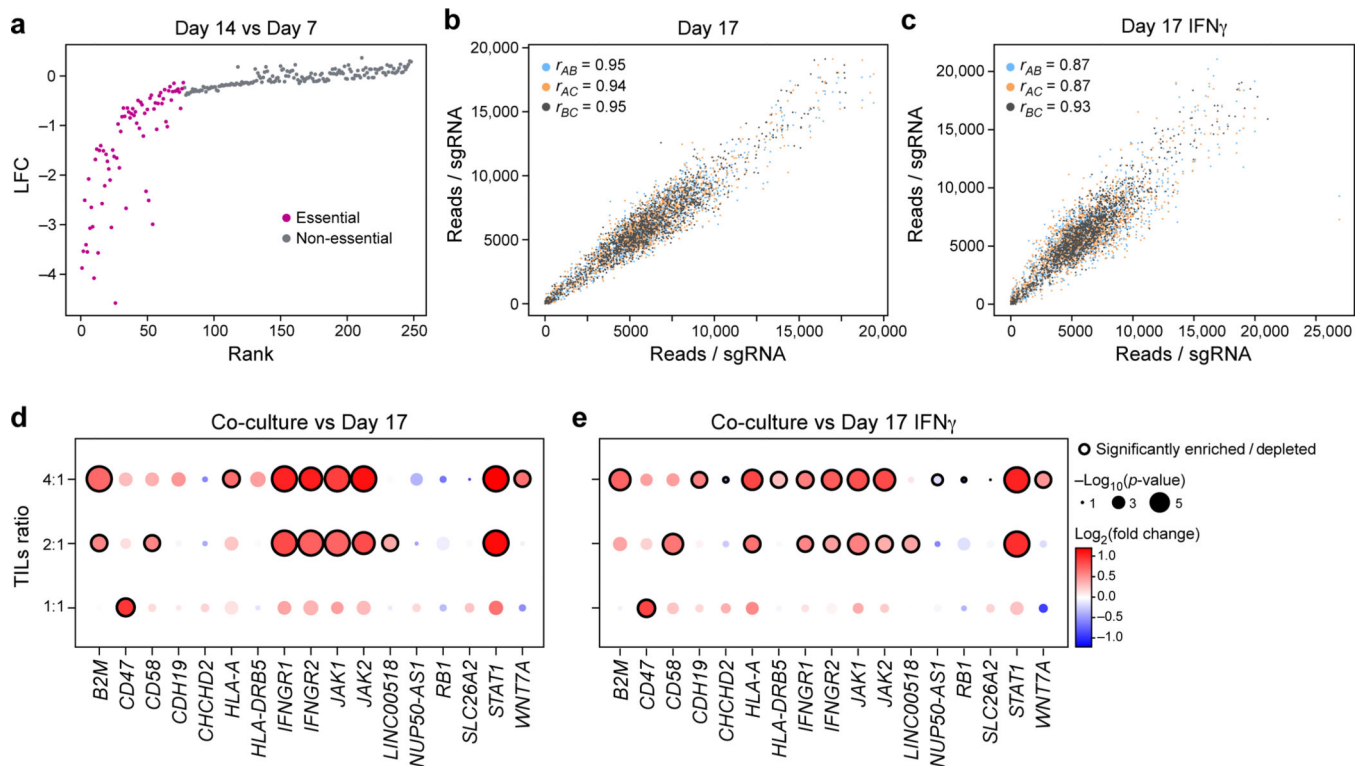 a
Day 14 vs Day 7
LFC
0
−1
−2
−3
−4
Essential
Non-essential
0
50
100
150
200
250
Rank
b
Day 17
Reads / sgRNA
20,000
15,000
10,000
5000
0
rAB = 0.95
rAC = 0.94
rBC = 0.95
0
5000
10,000
15,000
20,000
Reads / sgRNA
c
Day 17 IFNγ
Reads / sgRNA
20,000
15,000
10,000
5000
0
rAB = 0.87
rAC = 0.87
rBC = 0.93
0
5000
10,000
15,000
20,000
25,000
Reads / sgRNA
d
Co-culture vs Day 17
TILs ratio
4:1
2:1
1:1
B2M
CD47
CD58
CDH19
CHCHD2
HLA-A
HLA-DRB5
IFNGR1
IFNGR2
JAK1
JAK2
LINC00518
NUP50-AS1
RB1
SLC26A2
STAT1
WNT7A
e
Co-culture vs Day 17 IFNγ
B2M
CD47
CD58
CDH19
CHCHD2
HLA-A
HLA-DRB5
IFNGR1
IFNGR2
JAK1
JAK2
LINC00518
NUP50-AS1
RB1
SLC26A2
STAT1
WNT7A
Significantly enriched / depleted
−Log10(p-value)
1
3
5
Log2(fold change)
1.0
0.5
0.0
−0.5
−1.0